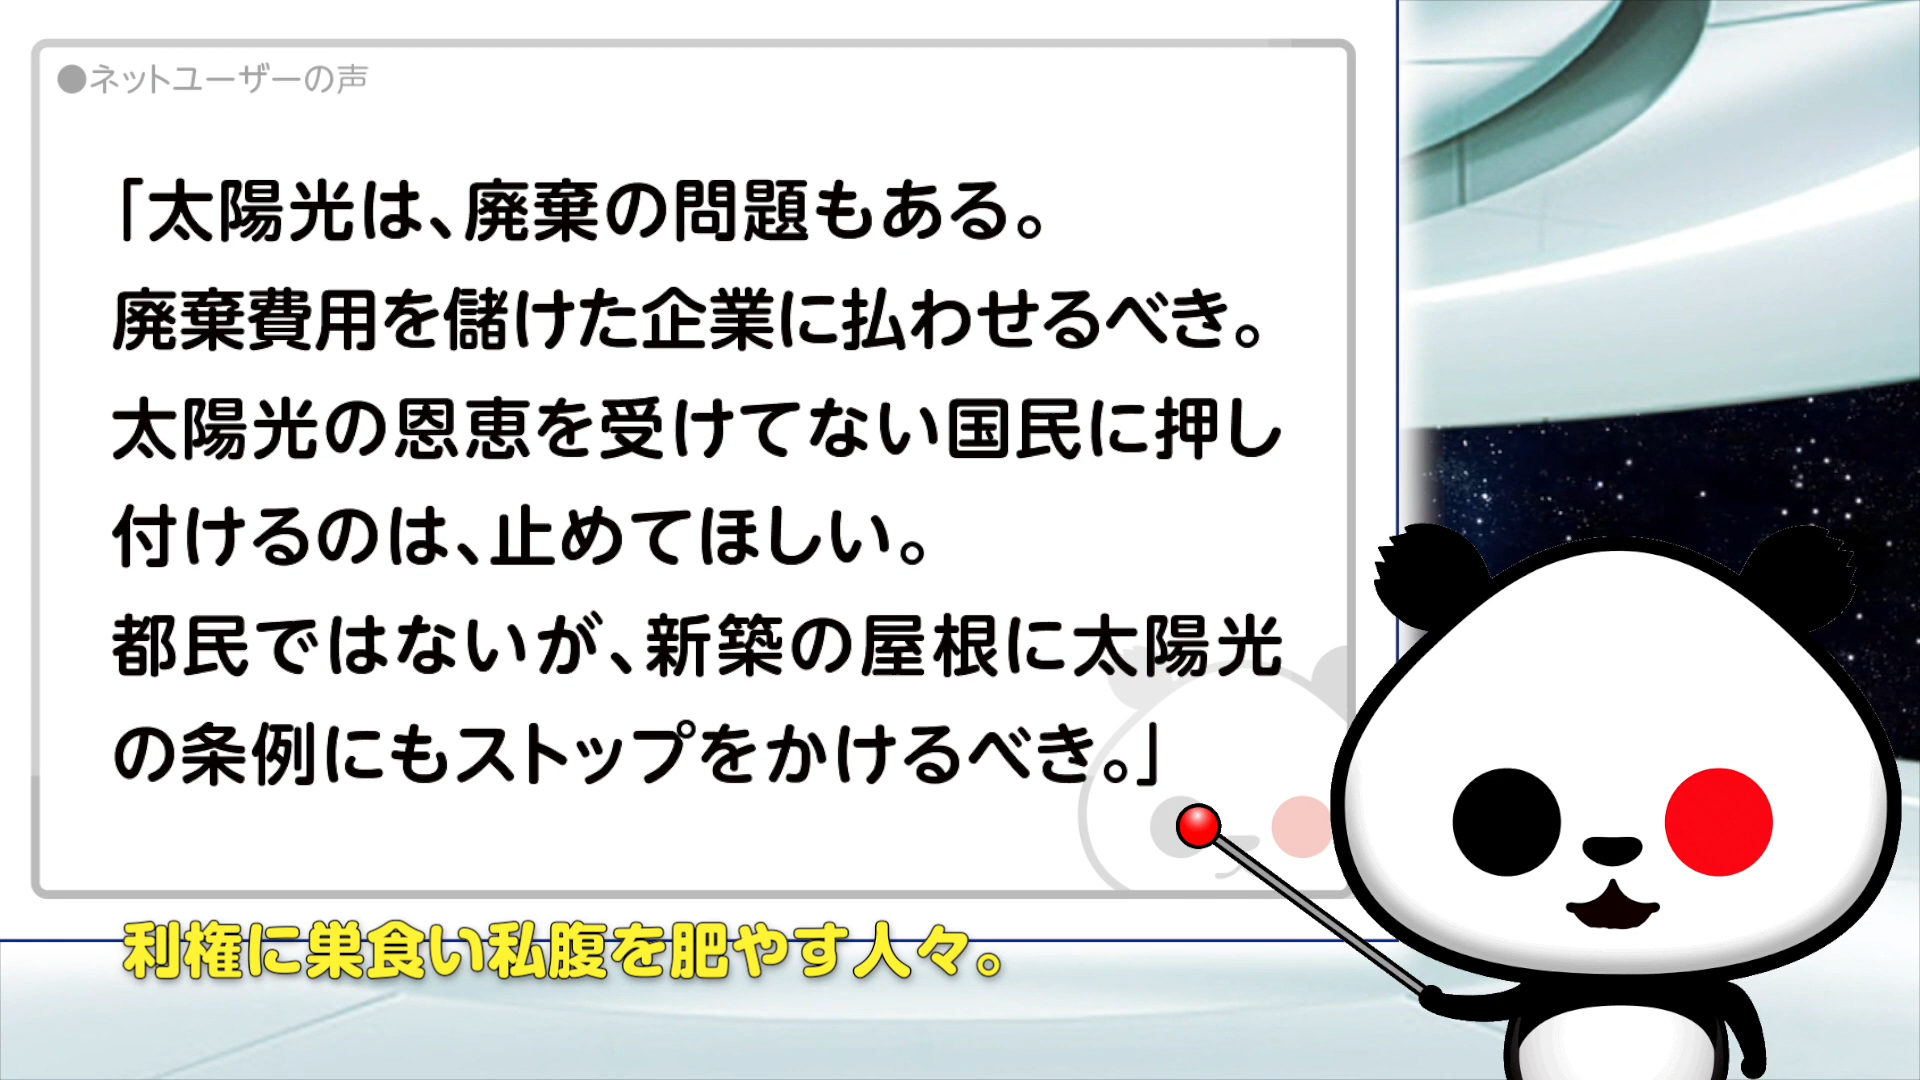 ●ネットユーザーの声
「太陽光は、廃棄の問題もある。
廃棄費用を儲けた企業に払わせるべき。
太陽光の恩恵を受けてない国民に押し
付けるのは、止めてほしい。
都民ではないが、新築の屋根に太陽光
の条例にもストップをかけるべき。」
利権に巣食い私腹を肥やす人々。